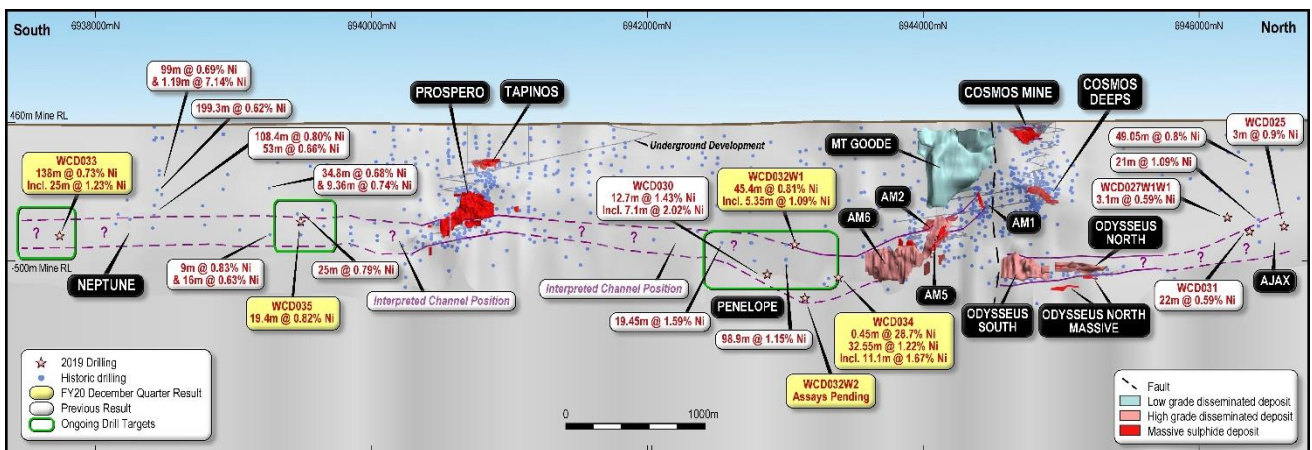 6938000mN
6940000mN
6942000mN
6944000mN
6946000mN
South
North
99m @ 0.69% Ni
& 1.19m @ 7.14% Ni
199.3m @ 0.62% Ni
108.4m @ 0.80% Ni
53m @ 0.66% Ni
34.8m @ 0.68% Ni
& 9.36m @ 0.74% Ni
PROSPERO
TAPINOS
Underground Development
460m Mine RL
-500m Mine RL
WCD033
138m @ 0.73% Ni
Incl. 25m @ 1.23% Ni
?
?
NEPTUNE
9m @ 0.83% Ni
& 16m @ 0.63% Ni
?
25m @ 0.79% Ni
WCD035
19.4m @ 0.82% Ni
?
Interpreted Channel Position
WCD030
12.7m @ 1.43% Ni
Incl. 7.1m @ 2.02% Ni
WCD032W1
45.4m @ 0.81% Ni
Incl. 5.35m @ 1.09% Ni
?
Interpreted Channel Position
?
?
PENELOPE
19.45m @ 1.59% Ni
98.9m @ 1.15% Ni
WCD032W2
Assays Pending
WCD034
0.45m @ 28.7% Ni
32.55m @ 1.22% Ni
Incl. 11.1m @ 1.67% Ni
MT GOODE
AM2
AM6
AM5
AM1
COSMOS MINE
COSMOS
DEEPS
ODYSSEUS
SOUTH
ODYSSEUS
NORTH
ODYSSEUS NORTH
MASSIVE
WCD025
3m @ 0.9% Ni
49.05m @ 0.8% Ni
21m @ 1.09% Ni
WCD027W1W1
3.1m @ 0.59% Ni
?
?
WCD031
22m @ 0.59% Ni
AJAX
2019 Drilling
Historic drilling
FY20 December Quarter Result
Previous Result
Ongoing Drill Targets
0
1000m
Fault
Low grade disseminated deposit
High grade disseminated deposit
Massive sulphide deposit